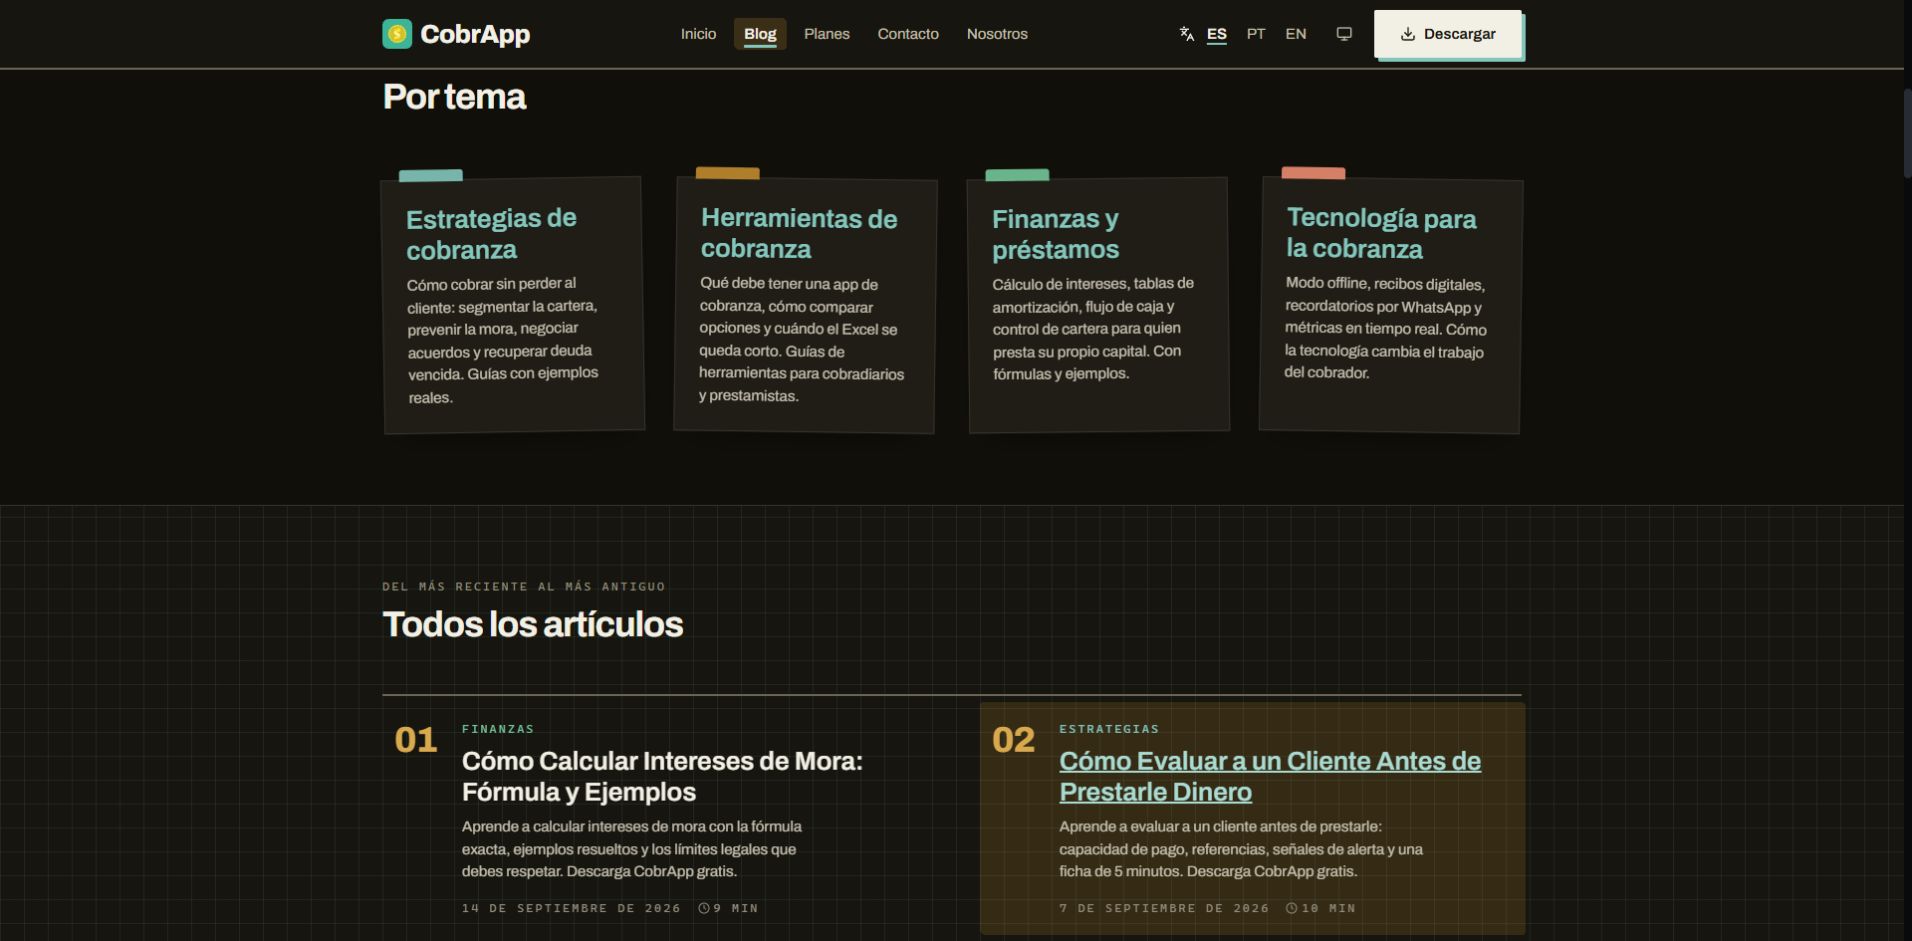 CobrApp
Inicio
Blog
Planes
Contacto
Nosotros
ES
PT
EN
Descargar
Por tema
Estrategias de
cobranza
Cómo cobrar sin perder al
cliente: segmentar la cartera,
prevenir la mora, negociar
acuerdos y recuperar deuda
vencida. Guías con ejemplos
reales.
Herramientas de
cobranza
Qué debe tener una app de
cobranza, cómo comparar
opciones y cuándo el Excel se
queda corto. Guías de
herramientas para cobradiarios
y prestamistas.
Finanzas y
préstamos
Cálculo de intereses, tablas de
amortización, flujo de caja y
control de cartera para quien
presta su propio capital. Con
fórmulas y ejemplos.
Tecnología para
la cobranza
Modo offline, recibos digitales,
recordatorios por WhatsApp y
métricas en tiempo real. Cómo
la tecnología cambia el trabajo
del cobrador.
DEL MÁS RECIENTE AL MÁS ANTIGUO
Todos los artículos
01
FINANZAS
Cómo Calcular Intereses de Mora:
Fórmula y Ejemplos
Aprende a calcular intereses de mora con la fórmula
exacta, ejemplos resueltos y los límites legales que
debes respetar. Descarga CobrApp gratis.
14 DE SEPTIEMBRE DE 2026 9 MIN
02
ESTRATEGIAS
Cómo Evaluar a un Cliente Antes de
Prestarle Dinero
Aprende a evaluar a un cliente antes de prestarle:
capacidad de pago, referencias, señales de alerta y una
ficha de 5 minutos. Descarga CobrApp gratis.
7 DE SEPTIEMBRE DE 2026 10 MIN